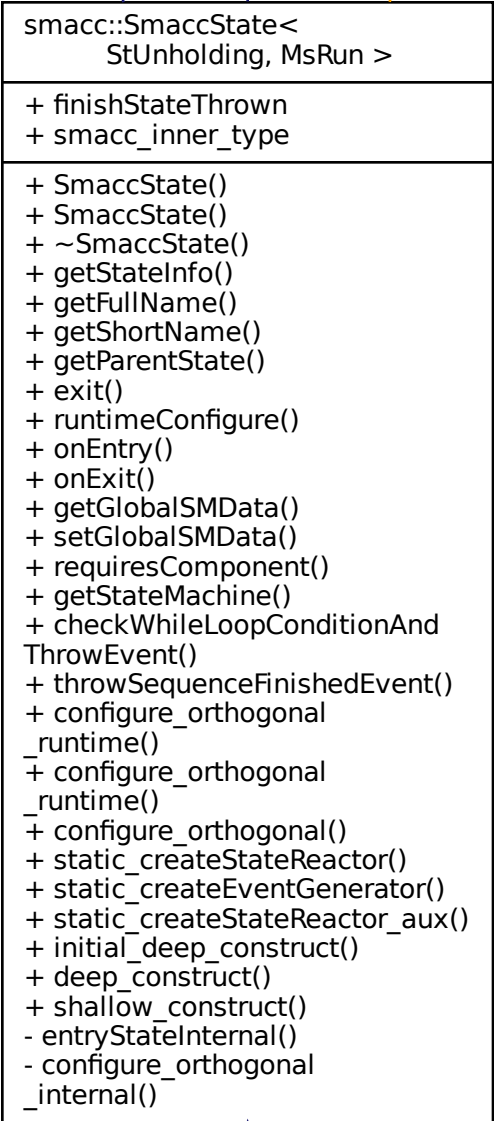 smacc::SmaccState<
StUnholding, MsRun >
+ finishStateThrown
+ smacc_inner_type
+ SmaccState()
+ SmaccState()
+ ~SmaccState()
+ getStateInfo()
+ getFullName()
+ getShortName()
+ getParentState()
+ exit()
+ runtimeConfigure()
+ onEntry()
+ onExit()
+ getGlobalSMData()
+ setGlobalSMData()
+ requiresComponent()
+ getStateMachine()
+ checkWhileLoopConditionAnd
ThrowEvent()
+ throwSequenceFinishedEvent()
+ configure_orthogonal
_runtime()
+ configure_orthogonal
_runtime()
+ configure_orthogonal()
+ static_createStateReactor()
+ static_createEventGenerator()
+ static_createStateReactor_aux()
+ initial_deep_construct()
+ deep_construct()
+ shallow_construct()
- entryStateInternal()
- configure_orthogonal
_internal()